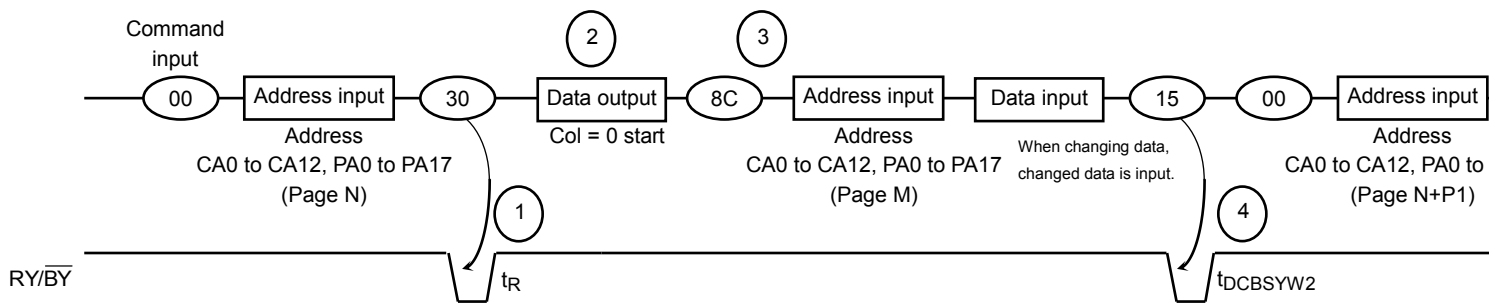 Command
input
2
3
00
Address input
30
Data output
8C
Address input
Data input
15
00
Address input
Address
CA0 to CA12, PA0 to PA17
(Page N)
Col = 0 start
Address
CA0 to CA12, PA0 to PA17
(Page M)
When changing data,
changed data is input.
Address
CA0 to CA12, PA0 to
(Page N+P1)
1
4
RY/BY
tR
tDCBSYW2